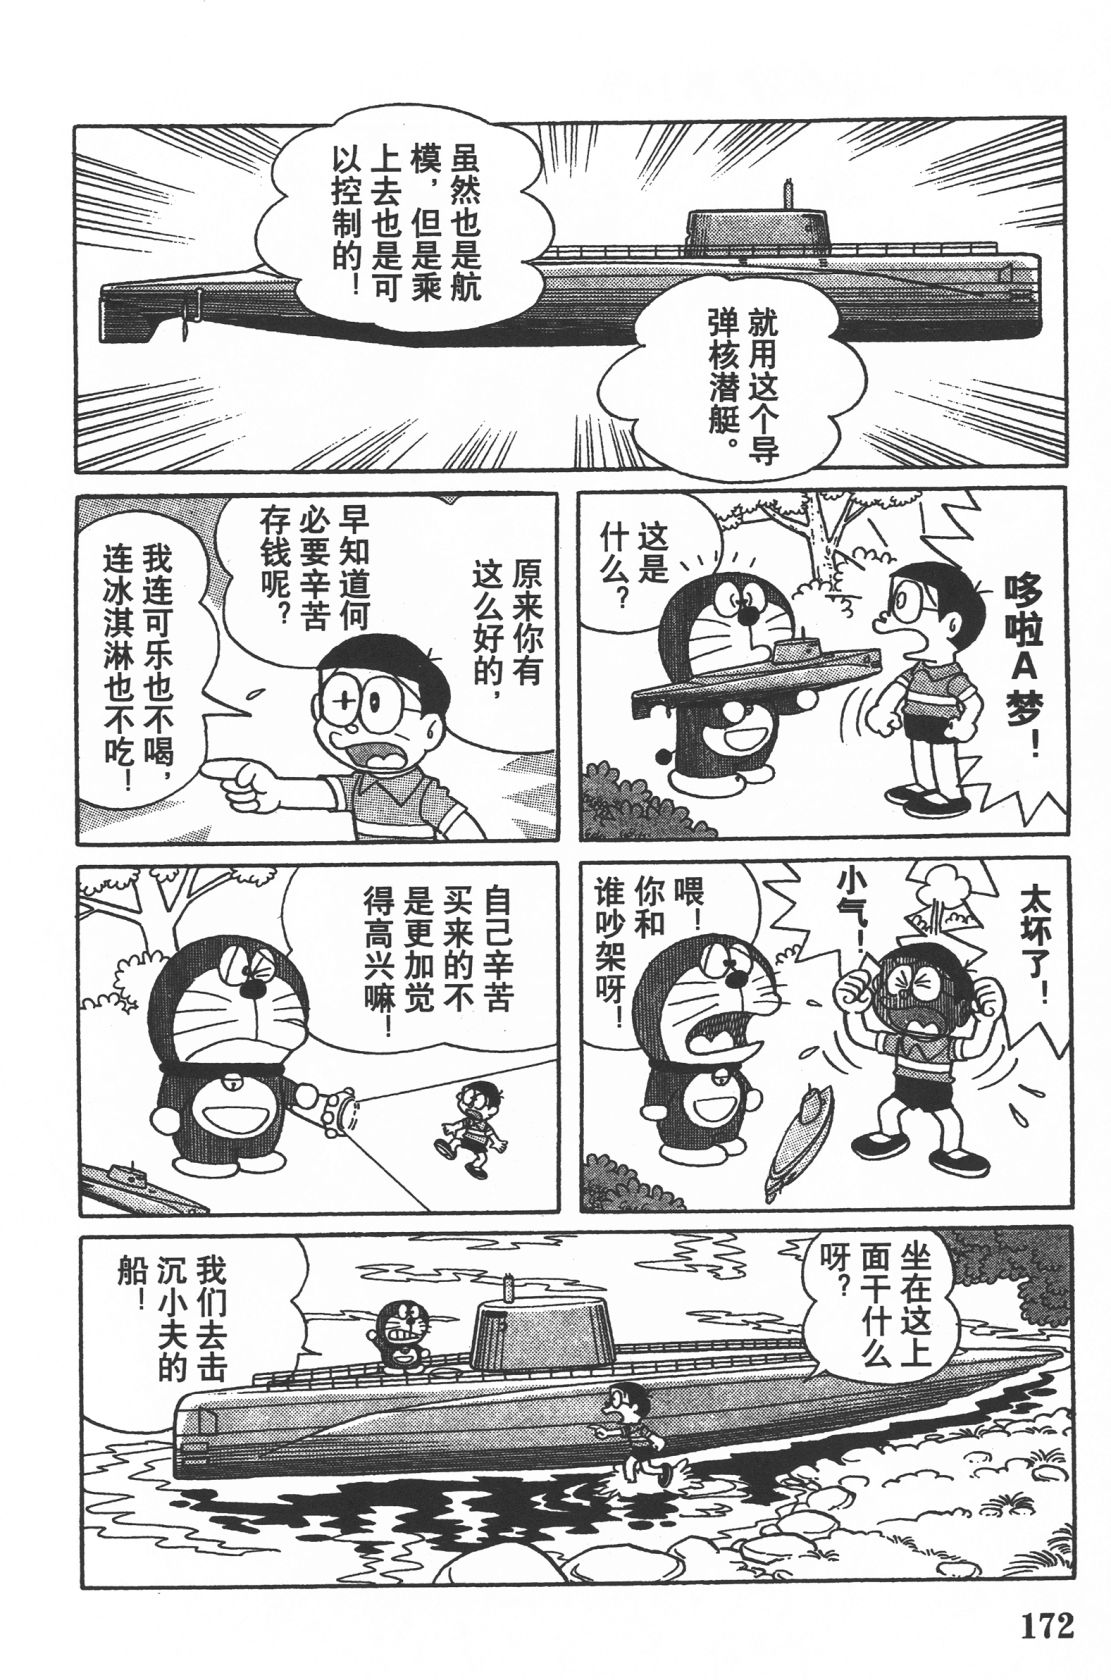 就用这个导
弹核潜艇。
虽然也是航
模，但是乘
上去也是可
以控制的！
哆啦A梦！
这是
什么？
原来你有
这么好的，
早知道何
必要辛苦
存钱呢？
我连可乐也不喝，
连冰淇淋也不吃！
太坏了！
小气！
喂！
你和
谁吵架呀！
自己辛苦
买来的不
是更加觉
得高兴嘛！
坐在这上
面干什么
呀？
我们去击
沉小夫的
船！
172